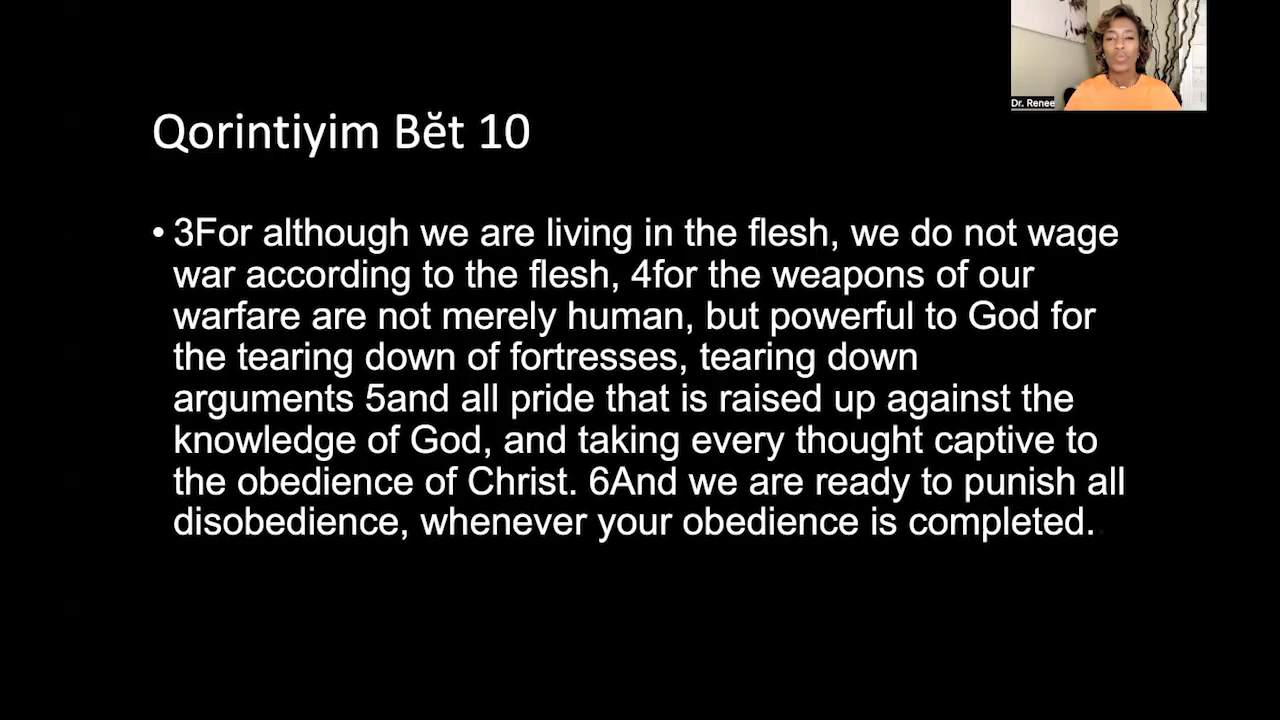 Dr. Renee
Qorintiyim Bĕt 10
• 3For although we are living in the flesh, we do not wage
war according to the flesh, 4for the weapons of our
warfare are not merely human, but powerful to God for
the tearing down of fortresses, tearing down
arguments 5and all pride that is raised up against the
knowledge of God, and taking every thought captive to
the obedience of Christ. 6And we are ready to punish all
disobedience, whenever your obedience is completed.